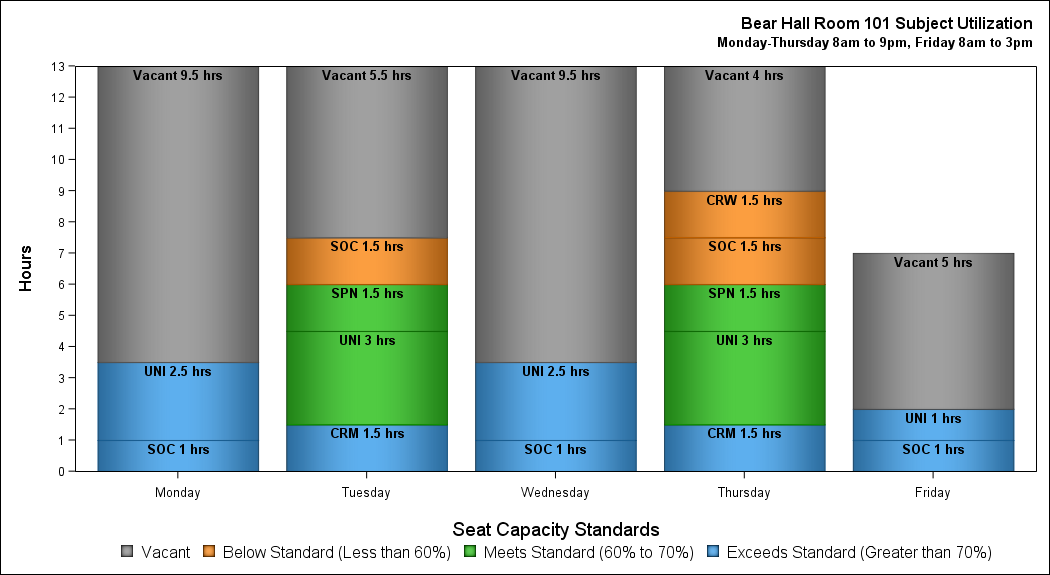 Bear Hall Room 101 Subject Utilization
Monday-Thursday 8am to 9pm, Friday 8am to 3pm
Hours
13
12
11
10
9
8
7
6
5
4
3
2
1
0
Vacant 9.5 hrs
UNI 2.5 hrs
SOC 1 hrs
Vacant 5.5 hrs
SOC 1.5 hrs
SPN 1.5 hrs
UNI 3 hrs
CRM 1.5 hrs
Vacant 9.5 hrs
UNI 2.5 hrs
SOC 1 hrs
Vacant 4 hrs
CRW 1.5 hrs
SOC 1.5 hrs
SPN 1.5 hrs
UNI 3 hrs
CRM 1.5 hrs
Vacant 5 hrs
UNI 1 hrs
SOC 1 hrs
Monday Tuesday Wednesday Thursday Friday
Seat Capacity Standards
Vacant Below Standard (Less than 60%) Meets Standard (60% to 70%) Exceeds Standard (Greater than 70%)